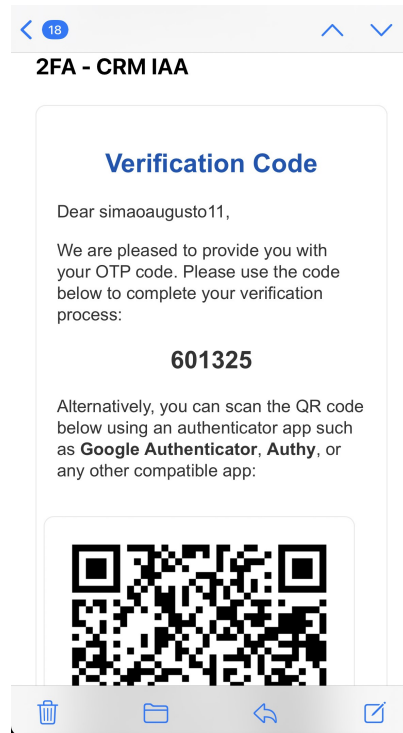 18
2FA - CRM IAA
Verification Code
Dear simaoaugusto11,
We are pleased to provide you with
your OTP code. Please use the code
below to complete your verification
process:
601325
Alternatively, you can scan the QR code
below using an authenticator app such
as Google Authenticator, Authy, or
any other compatible app: